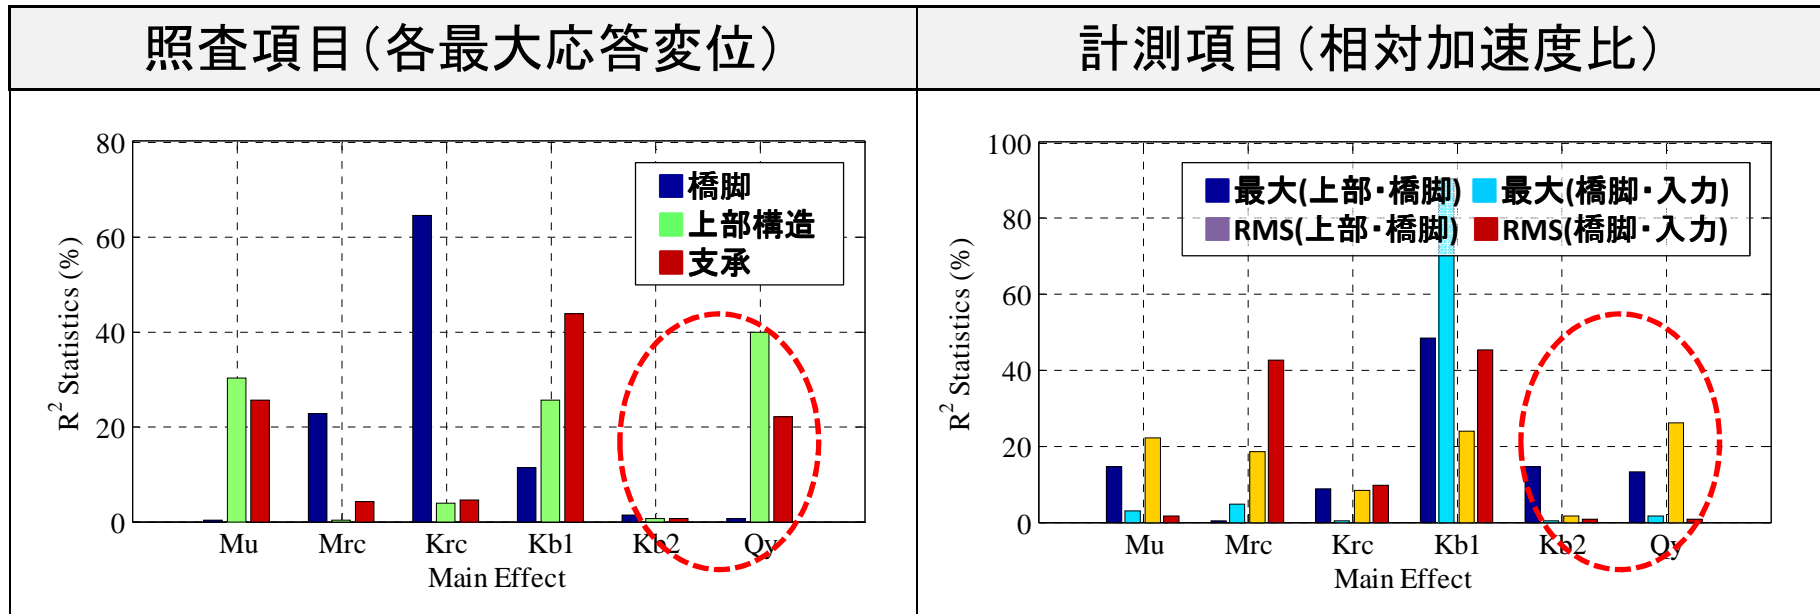 照査項目(各最大応答変位)
計測項目(相対加速度比)
80
60
40
20
0
R² Statistics (%)
橋脚
上部構造
支承
Mu Mrc Krc Kb1 Kb2 Qy
Main Effect
100
80
60
40
20
0
R² Statistics (%)
最大(上部・橋脚) 最大(橋脚・入力)
RMS(上部・橋脚) RMS(橋脚・入力)
Mu Mrc Krc Kb1 Kb2 Qy
Main Effect